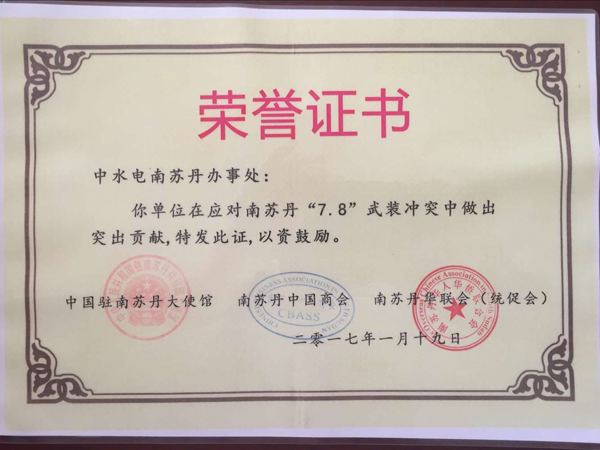 荣誉证书
中水电南苏丹办事处：
你单位在应对南苏丹“7.8”武装冲突中做出
突出贡献,特发此证,以资鼓励。
中国驻南苏丹大使馆 南苏丹中国商会 南苏丹华联会（统促会）
CBASS
二零一七年一月十九日